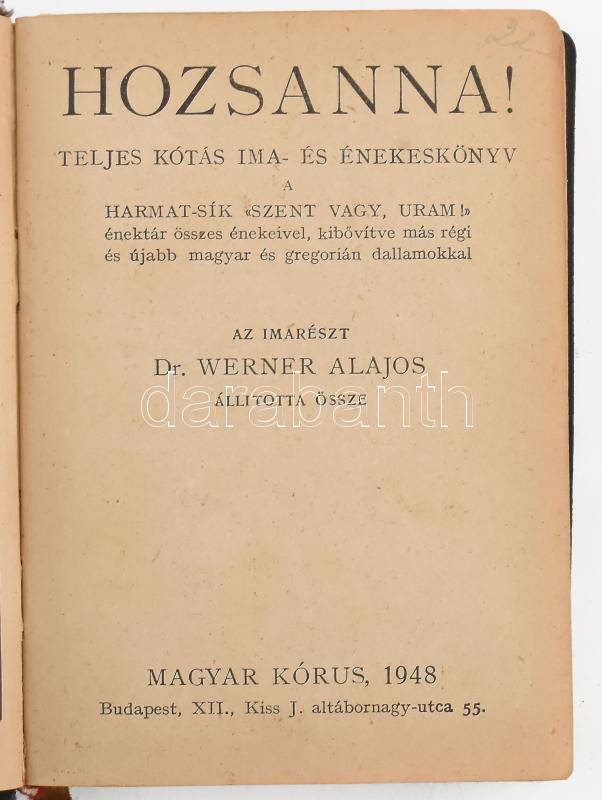 HOZSANNA!
TELJES KÓTÁS IMA- ÉS ÉNEKESKÖNYV
A
HARMAT-SÍK «SZENT VAGY, URAM!»
énektár összes énekeivel, kibővítve más régi
és újabb magyar és gregorián dallamokkal
AZ IMARÉSZT
Dr. WERNER ALAJOS
darabanth
ÁLLITOTTA ÖSSZE
MAGYAR KÓRUS, 1948
Budapest, XII., Kiss J. altábornagy-utca 55.